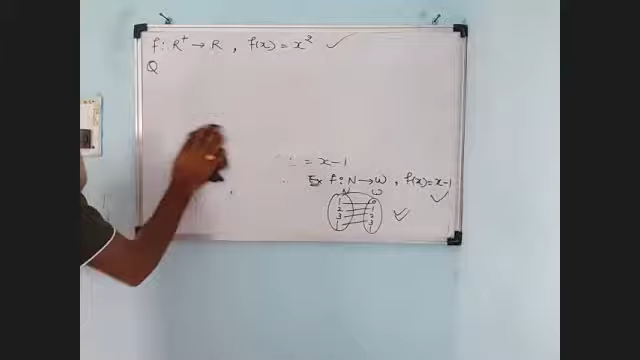 f: R⁺ → R, f(x) = x² ✓
Q
= x-1
Ex f: N → W, f(x) = x-1 ✓
N W
1 0
2 1
3 2
3